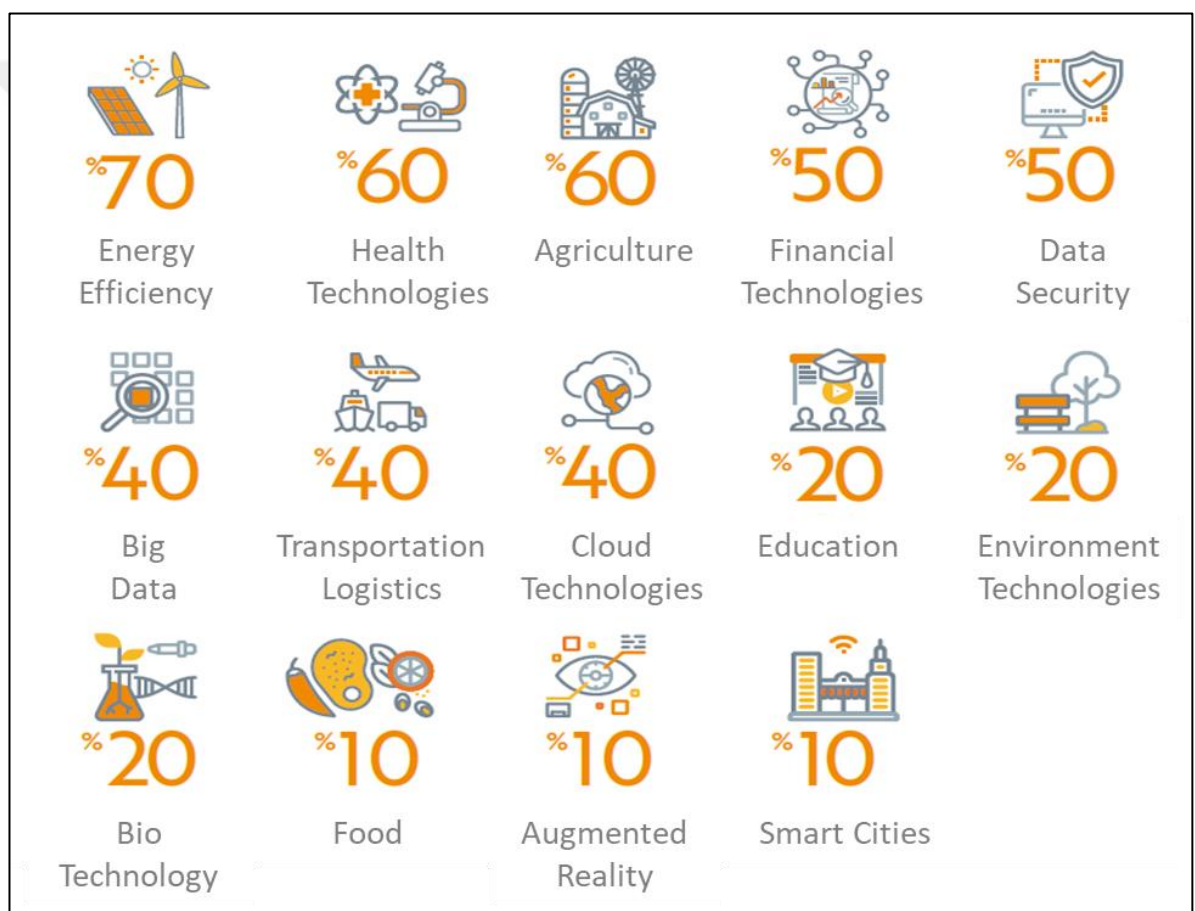 %70
Energy
Efficiency
%60
Health
Technologies
%60
Agriculture
%50
Financial
Technologies
%50
Data
Security
%40
Big
Data
%40
Transportation
Logistics
%40
Cloud
Technologies
%20
Education
%20
Environment
Technologies
%20
Bio
Technology
%10
Food
%10
Augmented
Reality
%10
Smart Cities